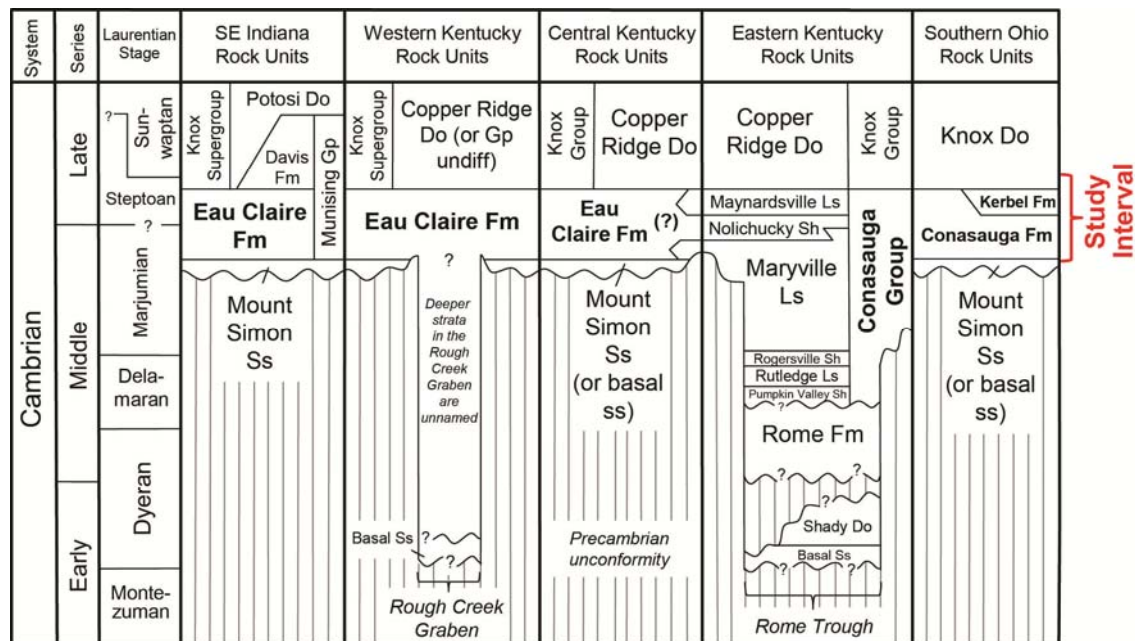 System
Series
Laurentian
Stage
SE Indiana
Rock Units
Western Kentucky
Rock Units
Central Kentucky
Rock Units
Eastern Kentucky
Rock Units
Southern Ohio
Rock Units
Cambrian
Late
Middle
Early
?
Sun-
waptan
Steptoan
?
Marjumian
Dela-
maran
Dyeran
Monte-
zuman
Knox
Supergroup
Potosi Do
Davis
Fm
Munising Gp
Eau Claire
Fm
Mount
Simon
Ss
Knox
Supergroup
Copper Ridge
Do (or Gp
undiff)
Eau Claire Fm
?
Deeper
strata
in the
Rough
Creek
Graben
are
unnamed
Basal Ss
?
?
?
Rough Creek
Graben
Knox
Group
Copper
Ridge Do
Eau
Claire Fm
(?)
Mount
Simon
Ss
(or basal
ss)
Precambrian
unconformity
Copper
Ridge Do
Knox
Group
Maynardsville Ls
Nolichucky Sh
Maryville
Ls
Conasauga
Group
Rogersville Sh
Rutledge Ls
Pumpkin Valley Sh
?
Rome Fm
?
?
?
Shady Do
Basal Ss
?
?
Rome Trough
Knox Do
Kerbel Fm
Conasauga Fm
Mount
Simon
Ss
(or basal
ss)
Study
Interval